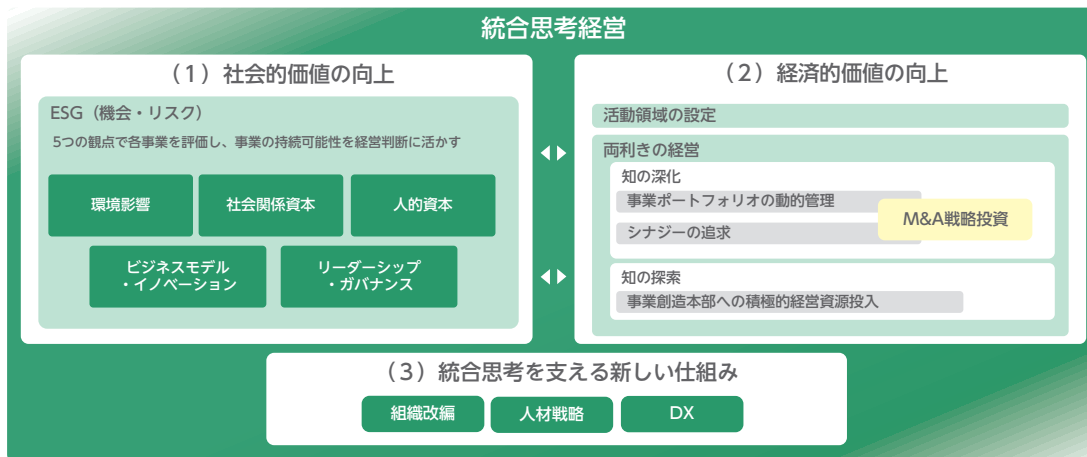 統合思考経営
（1）社会的価値の向上
ESG（機会・リスク）
5つの観点で各事業を評価し、事業の持続可能性を経営判断に活かす
環境影響
社会関係資本
人的資本
ビジネスモデル
・イノベーション
リーダーシップ
・ガバナンス
（2）経済的価値の向上
活動領域の設定
両利きの経営
知の深化
事業ポートフォリオの動的管理
シナジーの追求
M&A戦略投資
知の探索
事業創造本部への積極的経営資源投入
（3）統合思考を支える新しい仕組み
組織改編
人材戦略
DX